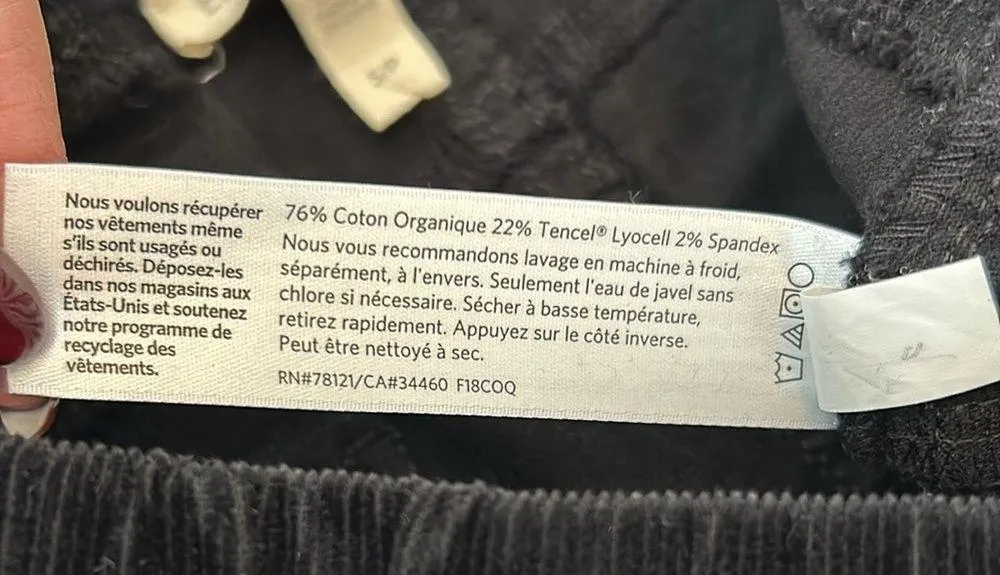 Nous voulons récupérer
nos vêtements même
s'ils sont usagés ou
déchirés. Déposez-les
dans nos magasins aux
États-Unis et soutenez
notre programme de
recyclage des
vêtements.
76% Coton Organique 22% Tencel® Lyocell 2% Spandex
Nous vous recommandons lavage en machine à froid,
séparément, à l'envers. Seulement l'eau de javel sans
chlore si nécessaire. Sécher à basse température,
retirez rapidement. Appuyez sur le côté inverse.
Peut être nettoyé à sec.
RN#78121/CA#34460 F18COQ